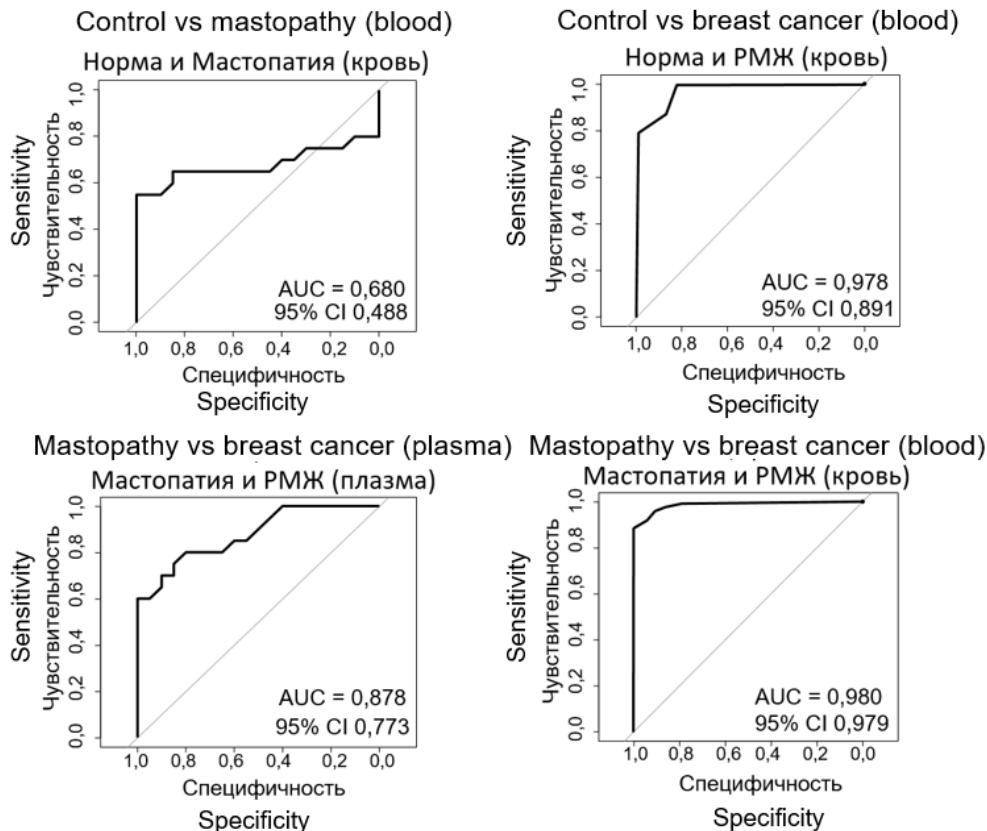 Control vs mastopathy (blood)
Норма и Мастопатия (кровь)
Sensitivity
Чувствительность
1,0
0,8
0,6
0,4
0,2
0,0
AUC = 0,680
95% CI 0,488
1,0 0,8 0,6 0,4 0,2 0,0
Специфичность
Specificity
Control vs breast cancer (blood)
Норма и РМЖ (кровь)
Sensitivity
Чувствительность
1,0
0,8
0,6
0,4
0,2
0,0
AUC = 0,978
95% CI 0,891
1,0 0,8 0,6 0,4 0,2 0,0
Специфичность
Specificity
Mastopathy vs breast cancer (plasma)
Мастопатия и РМЖ (плазма)
Sensitivity
Чувствительность
1,0
0,8
0,6
0,4
0,2
0,0
AUC = 0,878
95% CI 0,773
1,0 0,8 0,6 0,4 0,2 0,0
Специфичность
Specificity
Mastopathy vs breast cancer (blood)
Мастопатия и РМЖ (кровь)
Sensitivity
Чувствительность
1,0
0,8
0,6
0,4
0,2
0,0
AUC = 0,980
95% CI 0,979
1,0 0,8 0,6 0,4 0,2 0,0
Специфичность
Specificity